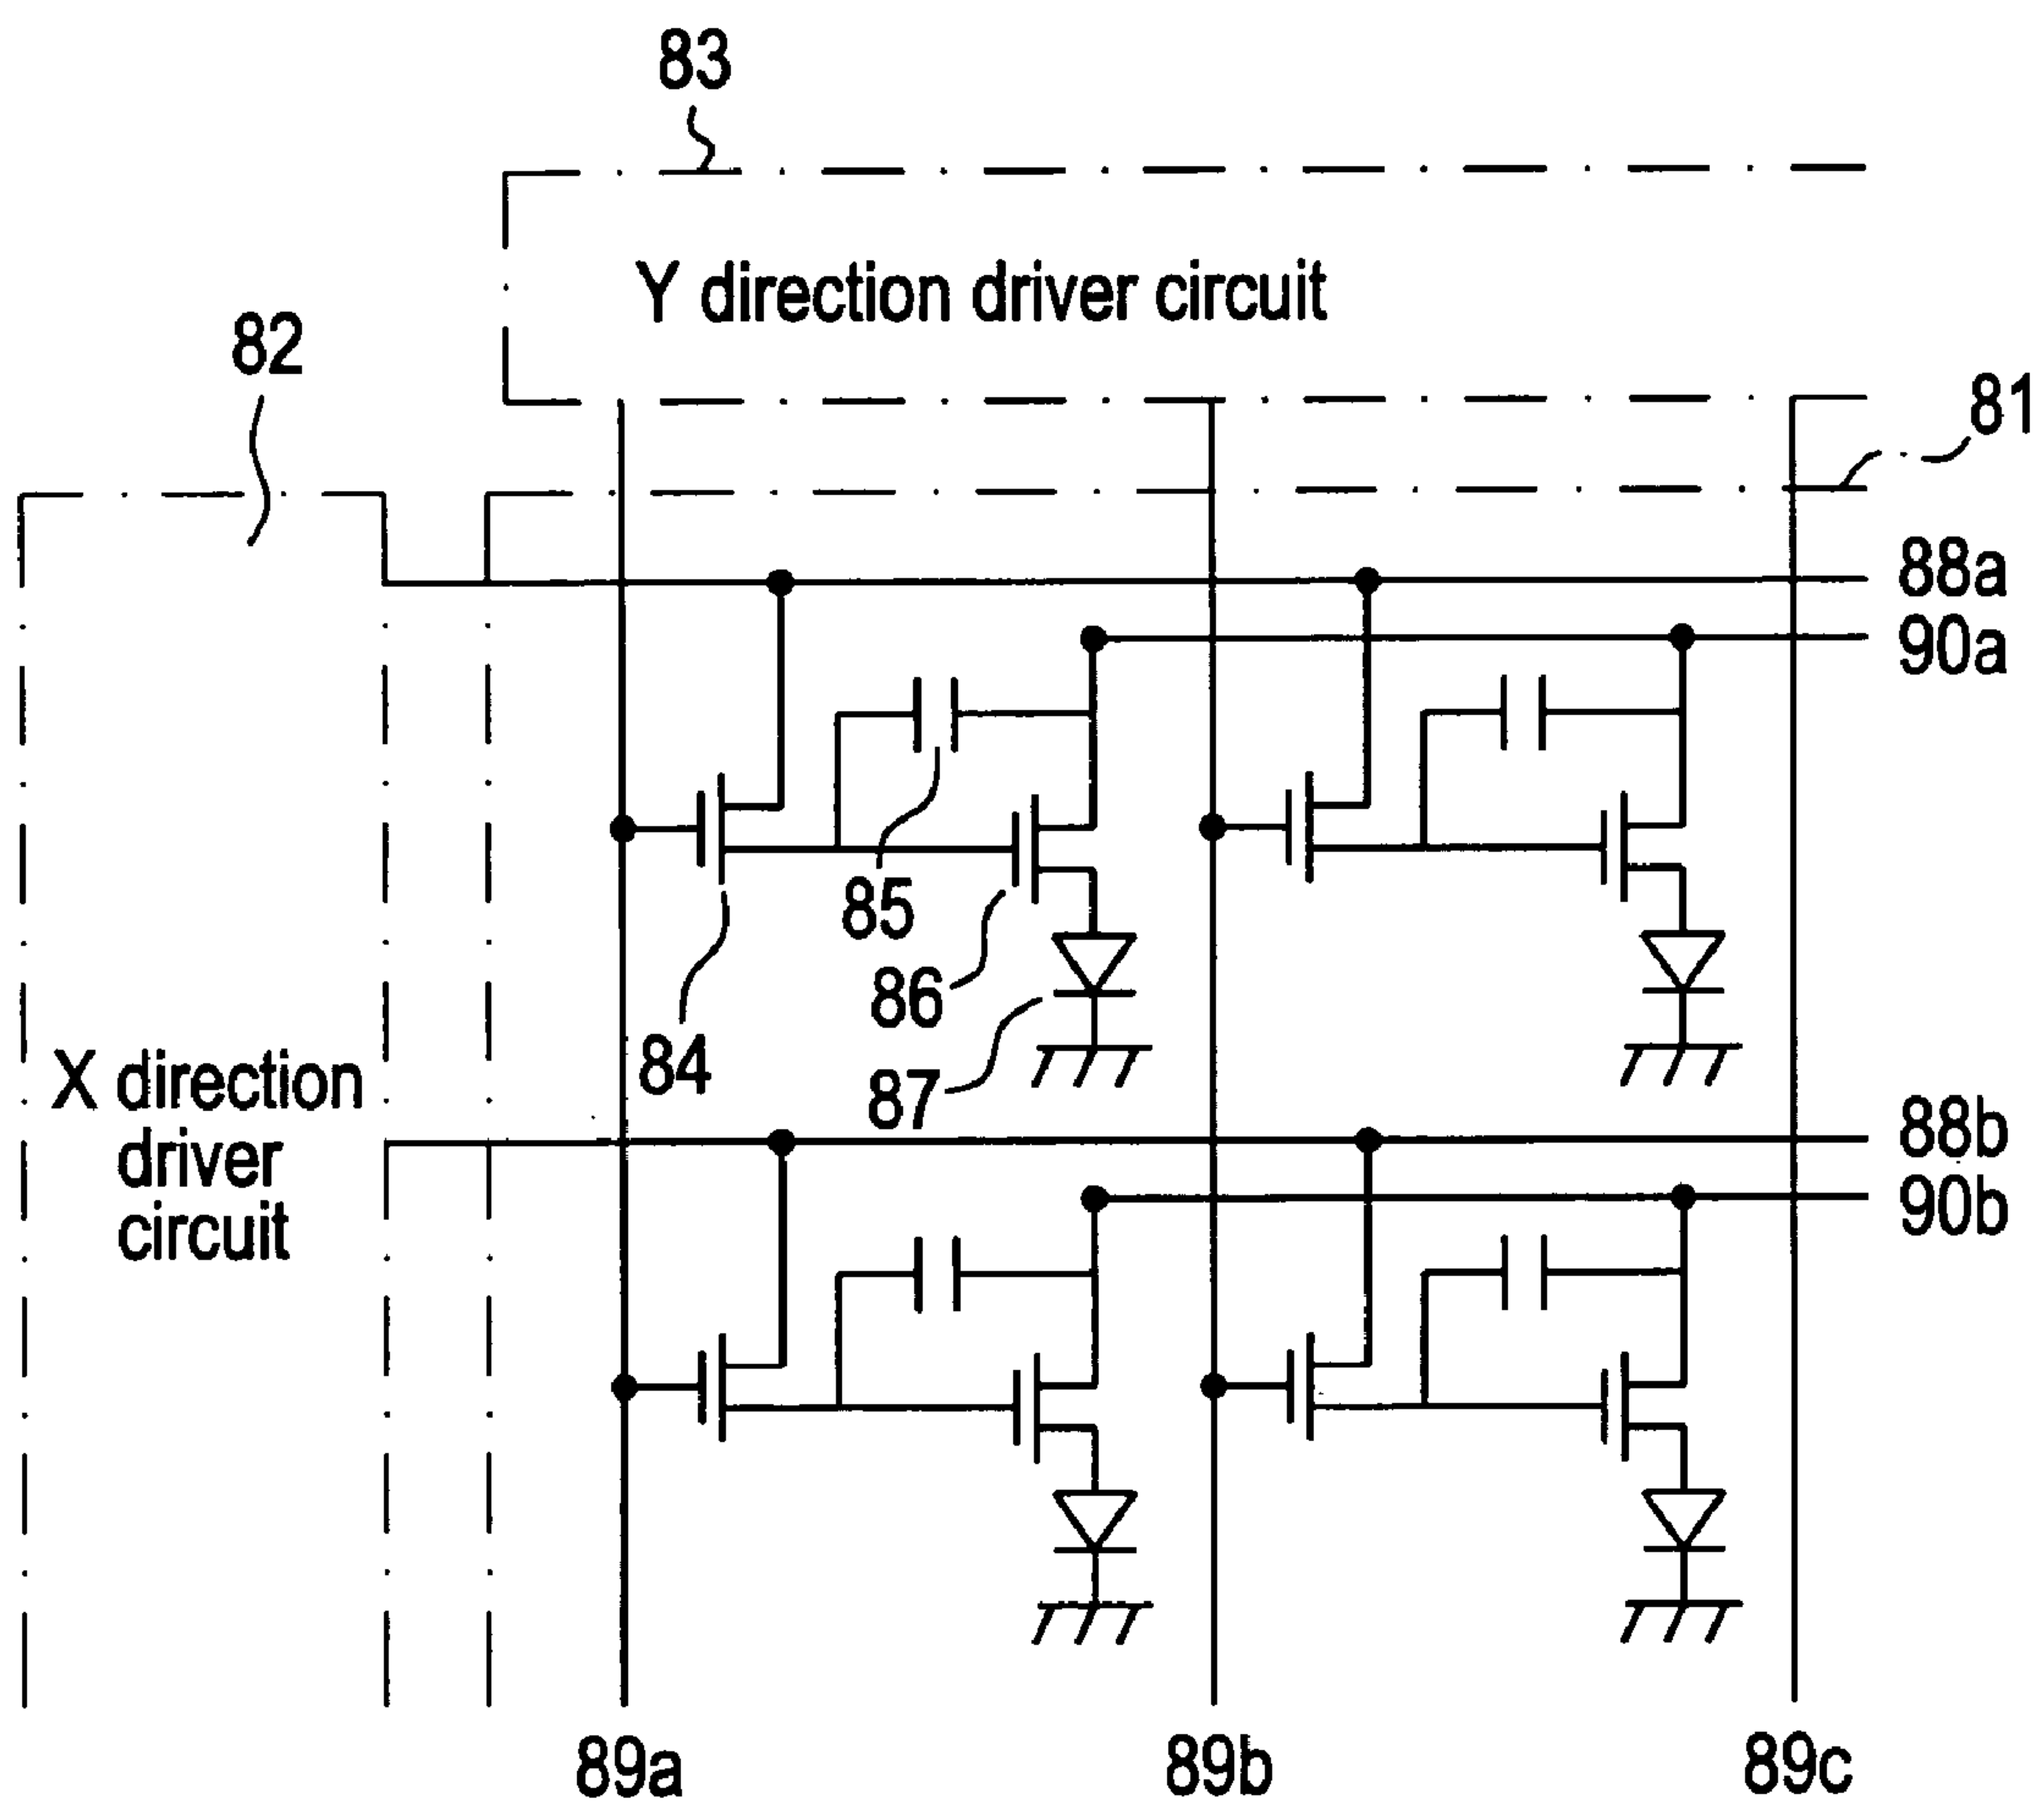 83
Y direction driver circuit
82
81
88a
90a
85
86
84
87
X direction
driver
circuit
88b
90b
89a
89b
89c